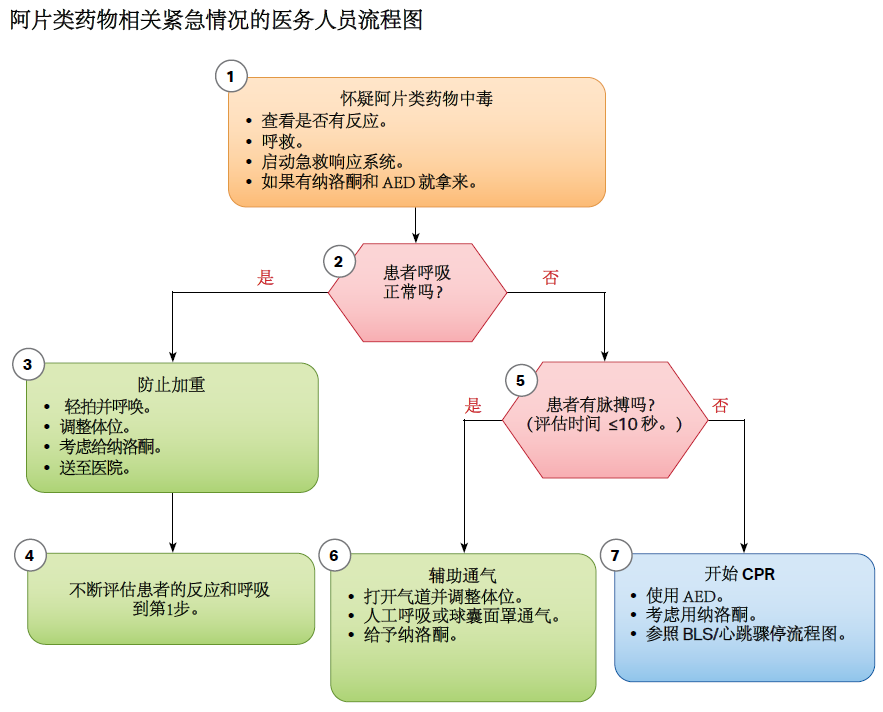 阿片类药物相关紧急情况的医务人员流程图
1
怀疑阿片类药物中毒
• 查看是否有反应。
• 呼救。
• 启动急救响应系统。
• 如果有纳洛酮和 AED 就拿来。
2
患者呼吸
正常吗？
是
否
3
防止加重
• 轻拍并呼唤。
• 调整体位。
• 考虑给纳洛酮。
• 送至医院。
4
不断评估患者的反应和呼吸
到第1步。
5
患者有脉搏吗？
（评估时间 ≤10 秒。）
是
否
6
辅助通气
• 打开气道并调整体位。
• 人工呼吸或球囊面罩通气。
• 给予纳洛酮。
7
开始 CPR
• 使用 AED。
• 考虑用纳洛酮。
• 参照 BLS/心跳骤停流程图。